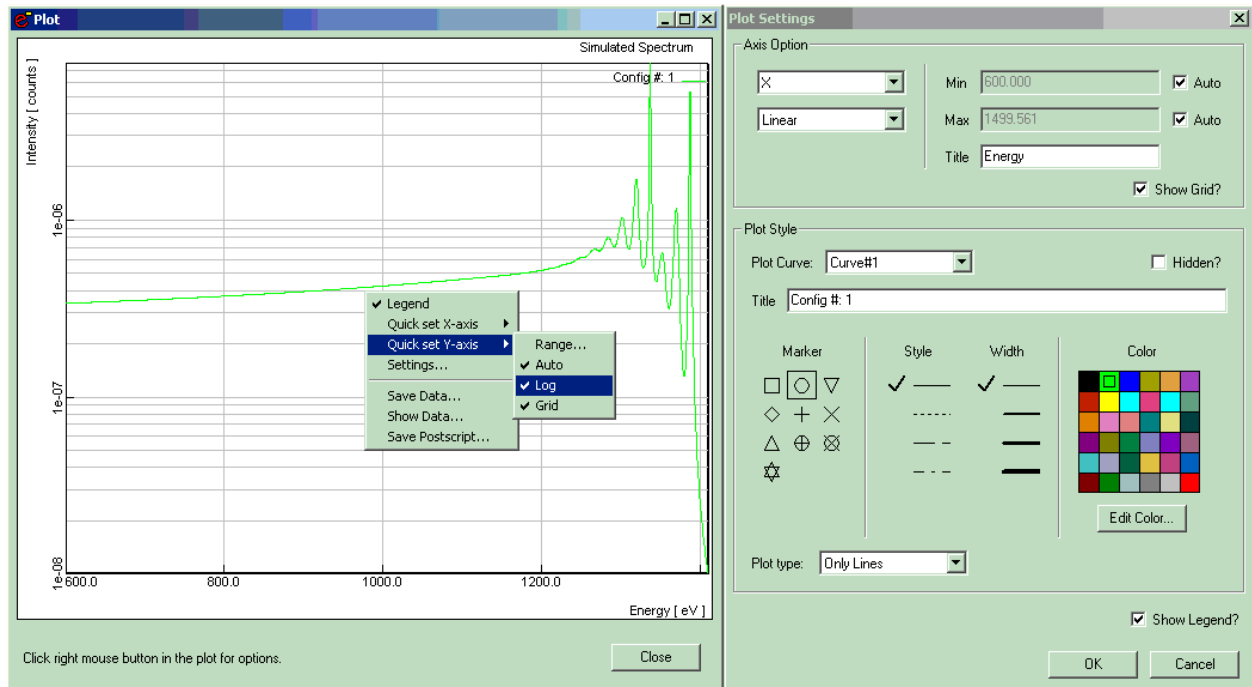 Plot
Simulated Spectrum
Config #: 1
Intensity [ counts ]
1e-06
1e-07
1e-08
600.0
800.0
1000.0
1200.0
Energy [ eV ]
Legend
Quick set X-axis
Quick set Y-axis
Settings...
Save Data...
Show Data...
Save Postscript...
Range...
Auto
Log
Grid
Click right mouse button in the plot for options.
Close
Plot Settings
Axis Option
X
Min
600.000
Auto
Linear
Max
1499.561
Auto
Title
Energy
Show Grid?
Plot Style
Plot Curve:
Curve#1
Hidden?
Title
Config #: 1
Marker
Style
Width
Color
Edit Color...
Plot type:
Only Lines
Show Legend?
OK
Cancel